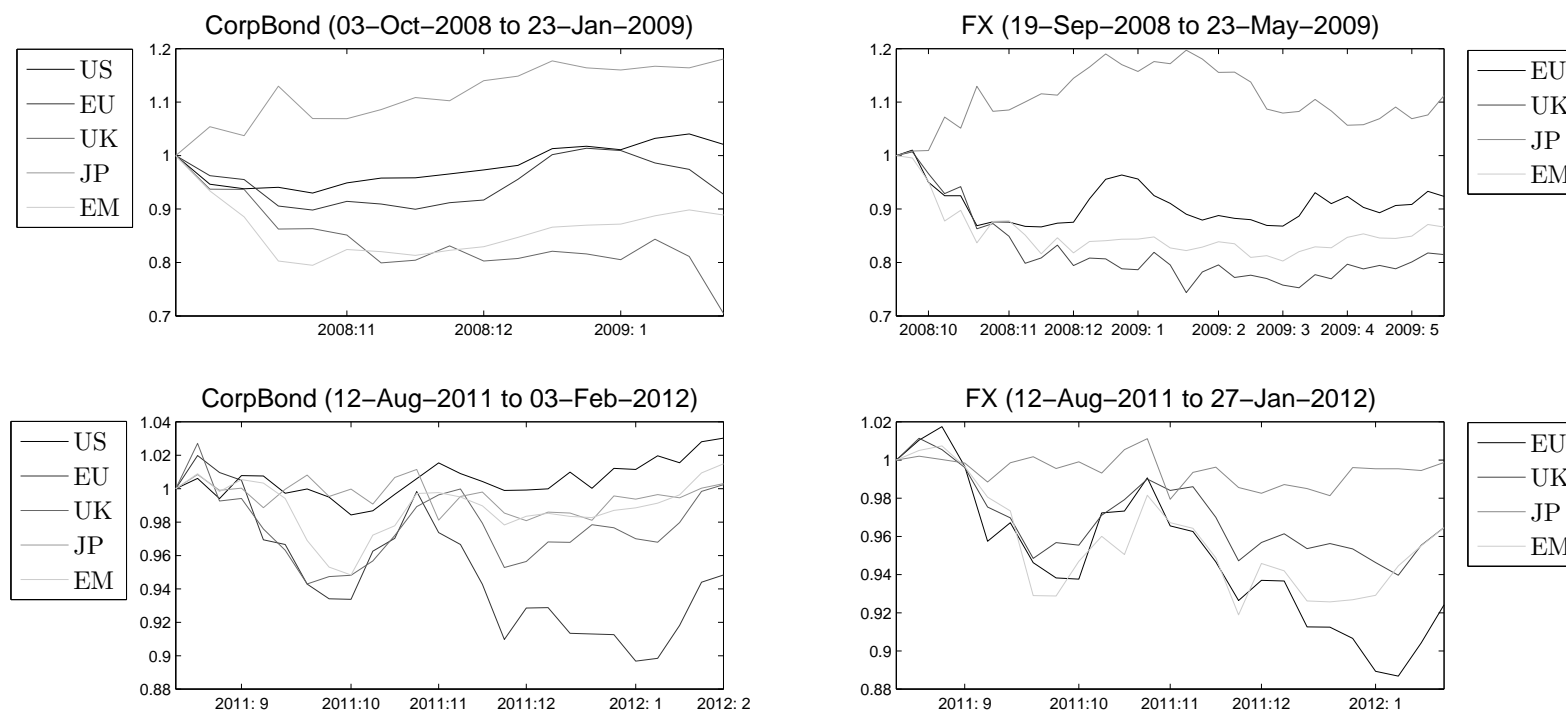 CorpBond (03−Oct−2008 to 23−Jan−2009)
US
EU
UK
JP
EM
1.2
1.1
1
0.9
0.8
0.7
2008:11
2008:12
2009: 1
FX (19−Sep−2008 to 23−May−2009)
1.2
1.1
1
0.9
0.8
0.7
2008:10
2008:11
2008:12
2009: 1
2009: 2
2009: 3
2009: 4
2009: 5
EU
UK
JP
EM
CorpBond (12−Aug−2011 to 03−Feb−2012)
US
EU
UK
JP
EM
1.04
1.02
1
0.98
0.96
0.94
0.92
0.9
0.88
2011: 9
2011:10
2011:11
2011:12
2012: 1
2012: 2
FX (12−Aug−2011 to 27−Jan−2012)
1.02
1
0.98
0.96
0.94
0.92
0.9
0.88
2011: 9
2011:10
2011:11
2011:12
2012: 1
EU
UK
JP
EM